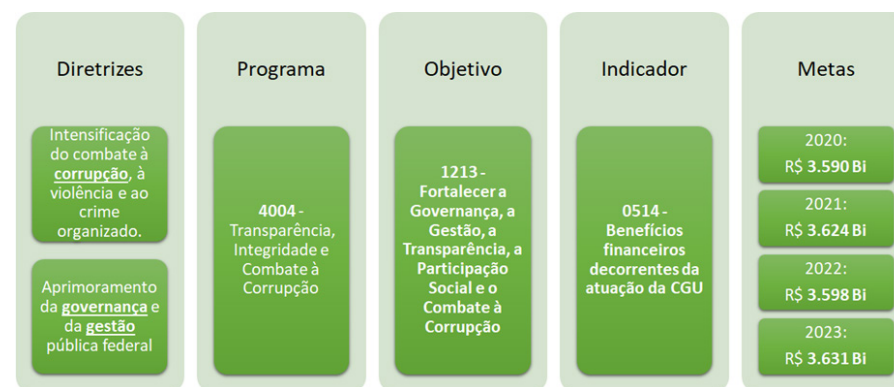 Diretrizes
Intensificação
do combate à
corrupção, à
violência e ao
crime
organizado.
Aprimoramento
da governança e
da gestão
pública federal
Programa
4004 -
Transparência,
Integridade e
Combate à
Corrupção
Objetivo
1213 -
Fortalecer a
Governança, a
Gestão, a
Transparência, a
Participação
Social e o
Combate à
Corrupção
Indicador
0514 -
Benefícios
financeiros
decorrentes da
atuação da CGU
Metas
2020:
R$ 3.590 Bi
2021:
R$ 3.624 Bi
2022:
R$ 3.598 Bi
2023:
R$ 3.631 Bi